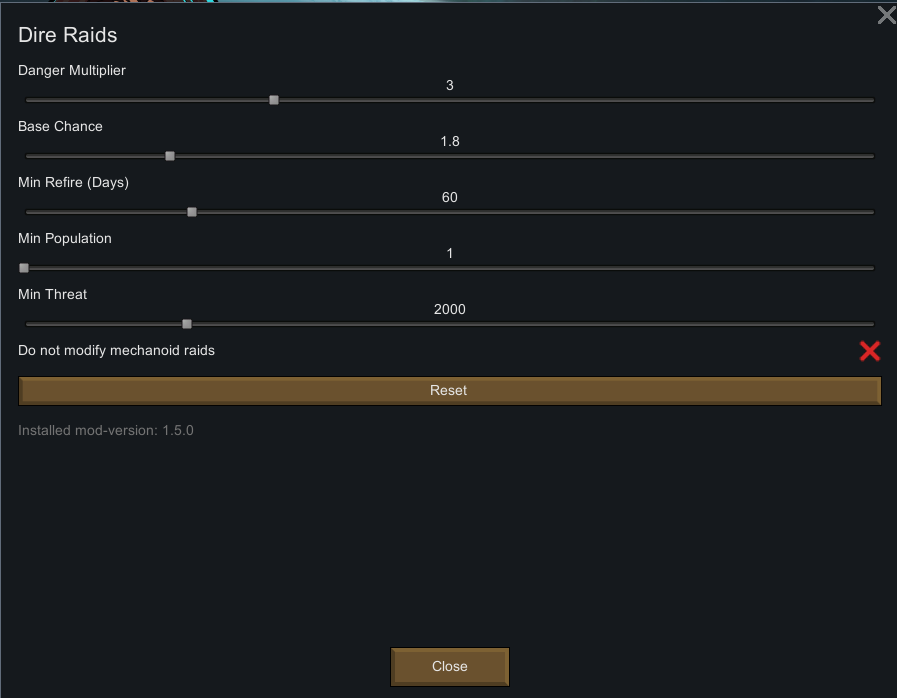 Dire Raids
Danger Multiplier
3
Base Chance
1.8
Min Refire (Days)
60
Min Population
1
Min Threat
2000
Do not modify mechanoid raids
Reset
Installed mod-version: 1.5.0
Close